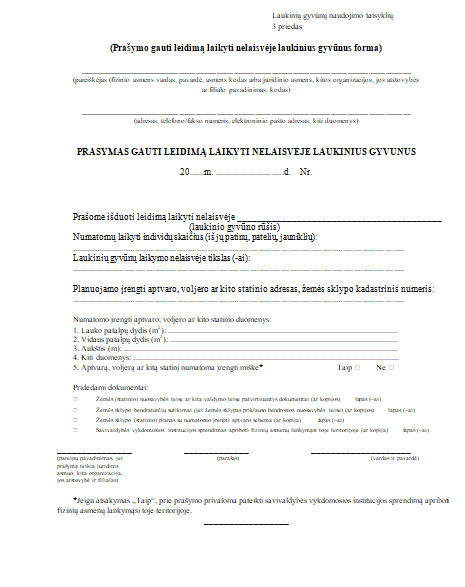 Laukinių gyvūnų naudojimo taisyklių
3 priedas
(Prašymo gauti leidimą laikyti nelaisvėje laukinius gyvūnus forma)
(pareiškėjas (fizinio asmens vardas, pavardė, asmens kodas arba juridinio asmens, kitos organizacijos, jos atstovybės
ar filialo pavadinimas, kodas)
(adresas, telefono/fakso numeris, elektroninio pašto adresas, kiti duomenys)
PRAŠYMAS GAUTI LEIDIMĄ LAIKYTI NELAISVĖJE LAUKINIUS GYVŪNUS
20 m. d. Nr.
Prašome išduoti leidimą laikyti nelaisvėje
(laukinio gyvūno rūšis)
Numatomų laikyti individų skaičius (iš jų patinų, patelių, jauniklių):
Laukinių gyvūnų laikymo nelaisvėje tikslas (-ai):
Planuojamo įrengti aptvaro, voljero ar kito statinio adresas, žemės sklypo kadastrinis numeris:
Numatomo įrengti aptvaro, voljero ar kito statinio duomenys:
1. Lauko patalpų dydis (m²):
2. Vidaus patalpų dydis (m²):
3. Aukštis (m):
4. Kiti duomenys:
5. Aptvarą, voljerą ar kitą statinį numatoma įrengti miške* Taip □ Ne □
Pridedami dokumentai:
□ Žemės (statinio) nuosavybės teisę ar kitą valdymo teisę patvirtinantys dokumentai (ar kopijos) lapas (–ai)
□ Žemės sklypo bendraturčių sutikimas (jei žemės sklypas priklauso bendrosios nuosavybės teise) (ar kopijos) lapas (–ai)
□ Žemės sklypo (statinio) planas su numatomo įrengti aptvaro schema (ar kopija) lapas (–ai)
□ Savivaldybės vykdomosios institucijos sprendimas apriboti fizinių asmenų lankymąsi toje teritorijoje (ar kopija) lapas (–ai)
(pareigų pavadinimas, jei (parašas) (vardas ir pavardė)
prašymą teikia juridinis
asmuo, kita organizacija,
jos atstovybė ir filialas)
*Jeigu atsakymas „Taip“, prie prašymo privaloma pateikti savivaldybės vykdomosios institucijos sprendimą apriboti
fizinių asmenų lankymąsi toje teritorijoje.